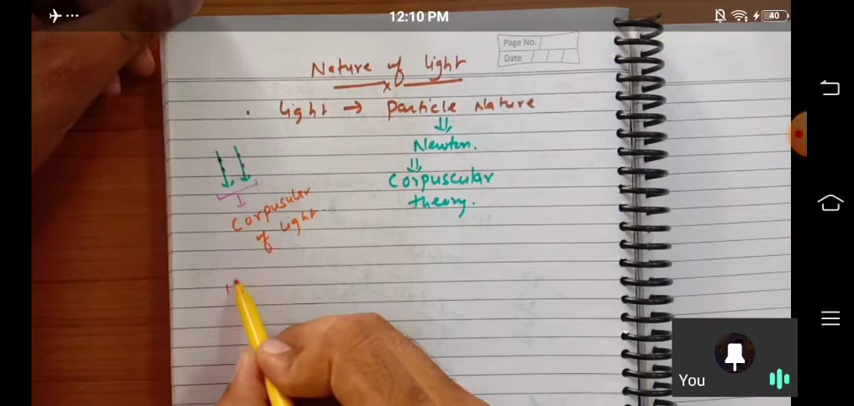 12:10 PM
40
Page No.
Date
Nature of light
x
light → Particle Nature
⇓
Newton.
⇓
Corpuscular
theory.
Corpusular
of light
You